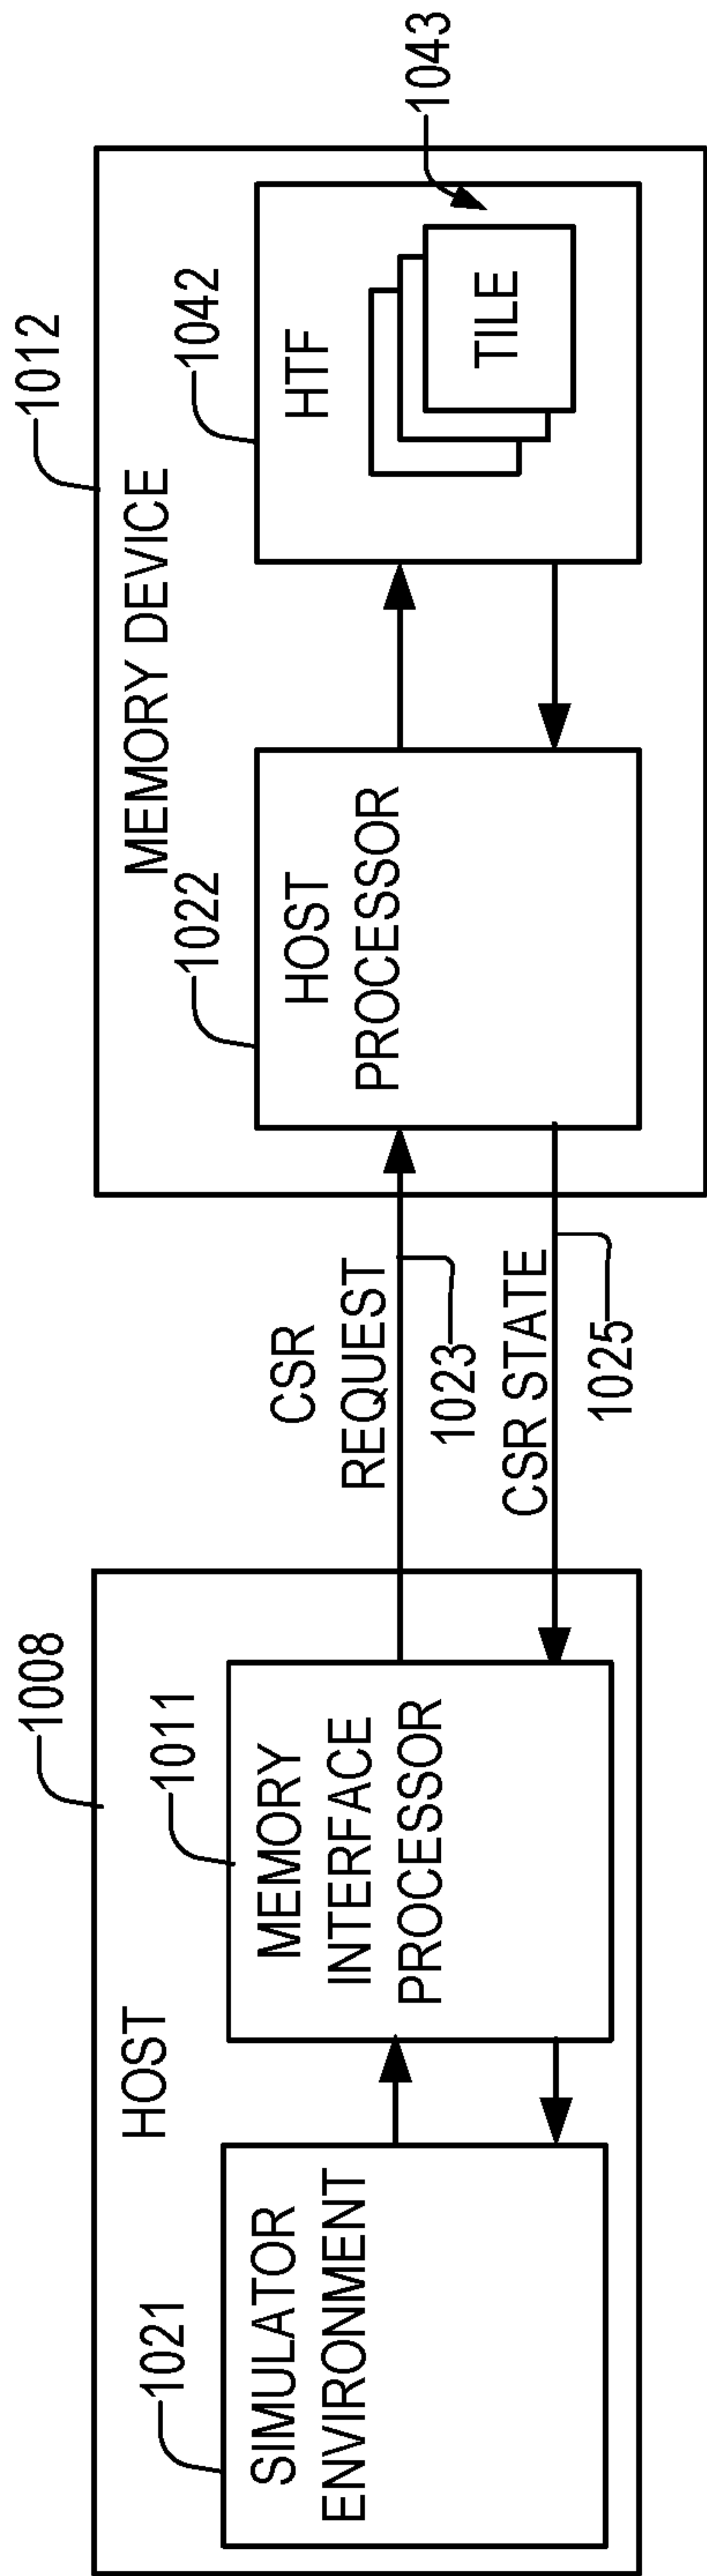 1008
HOST
1021
SIMULATOR
ENVIRONMENT
1011
MEMORY
INTERFACE
PROCESSOR
CSR
REQUEST
1023
CSR STATE
1025
1012
MEMORY DEVICE
1022
HOST
PROCESSOR
1042
HTF
TILE
1043